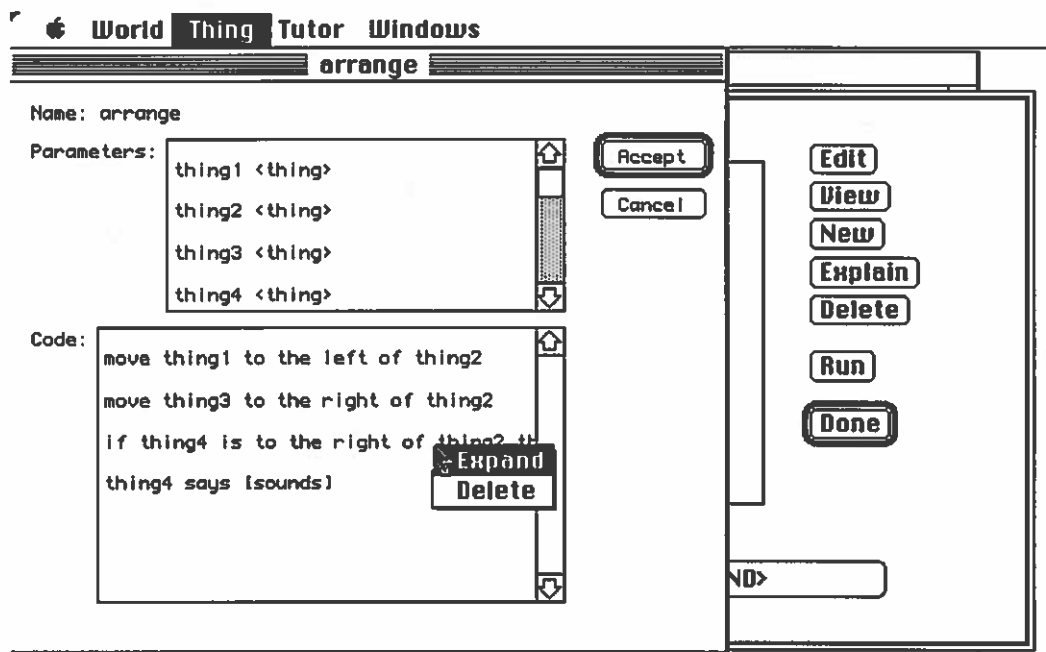 World Thing Tutor Windows
arrange
Name: arrange
Parameters:
thing1 <thing>
thing2 <thing>
thing3 <thing>
thing4 <thing>
Accept
Cancel
Code:
move thing1 to the left of thing2
move thing3 to the right of thing2
if thing4 is to the right of thing2 th
thing4 says [sounds]
Expand
Delete
Edit
View
New
Explain
Delete
Run
Done
ND>